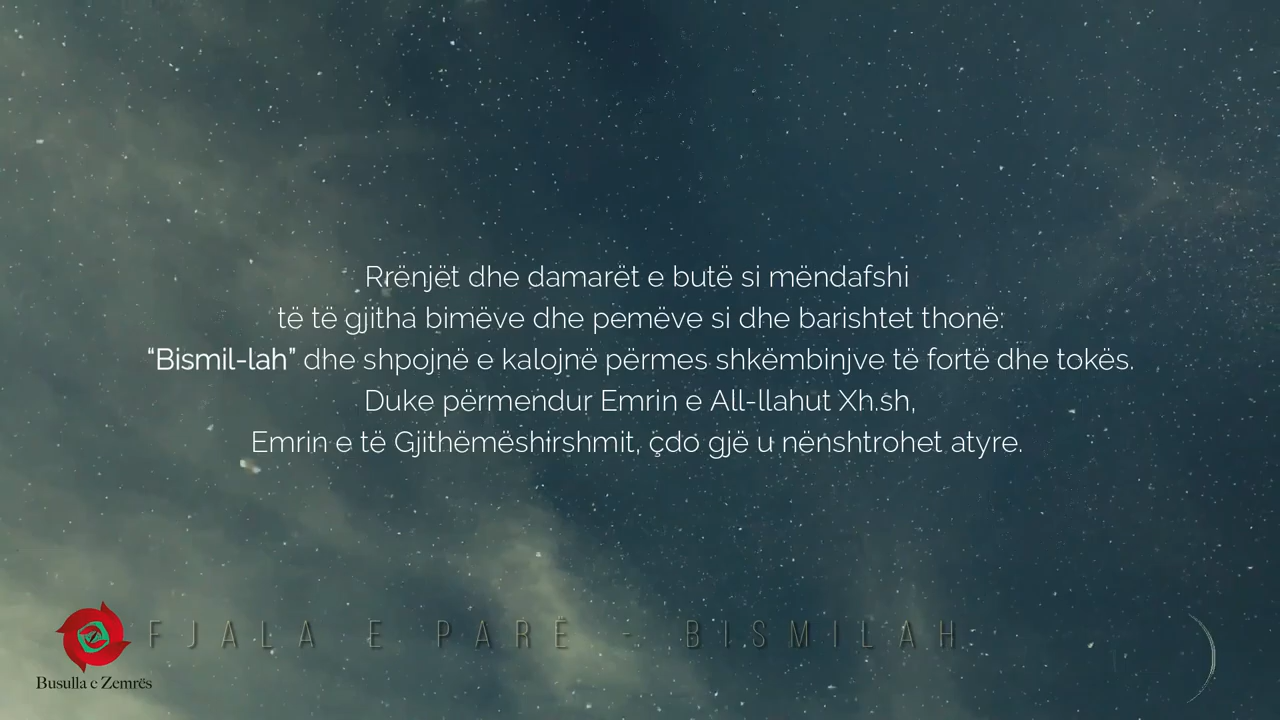 Rrënjët dhe damarët e butë si mëndafshi
të të gjitha bimëve dhe pemëve si dhe barishtet thonë:
“Bismil-lah” dhe shpojnë e kalojnë përmes shkëmbinjve të fortë dhe tokës.
Duke përmendur Emrin e All-llahut Xh.sh,
Emrin e të Gjithëmëshirshmit, çdo gjë u nënshtrohet atyre.
FJALA E PARË - BISMILAH
Busulla e Zemrës